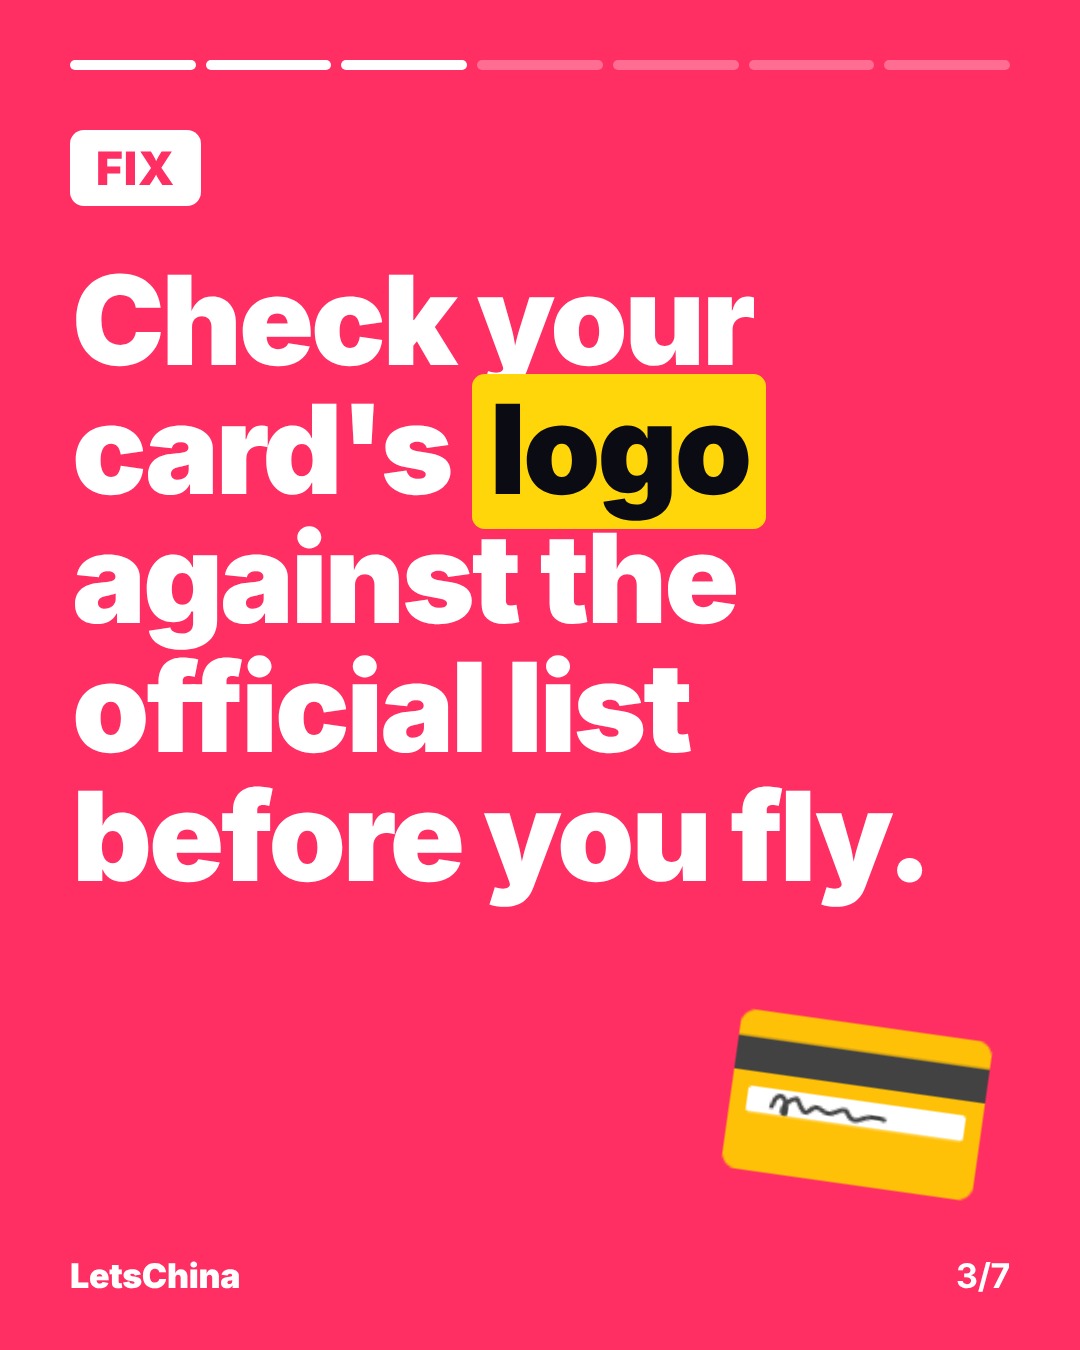 FIX
Check your
card's logo
against the
official list
before you fly.
LetsChina
3/7